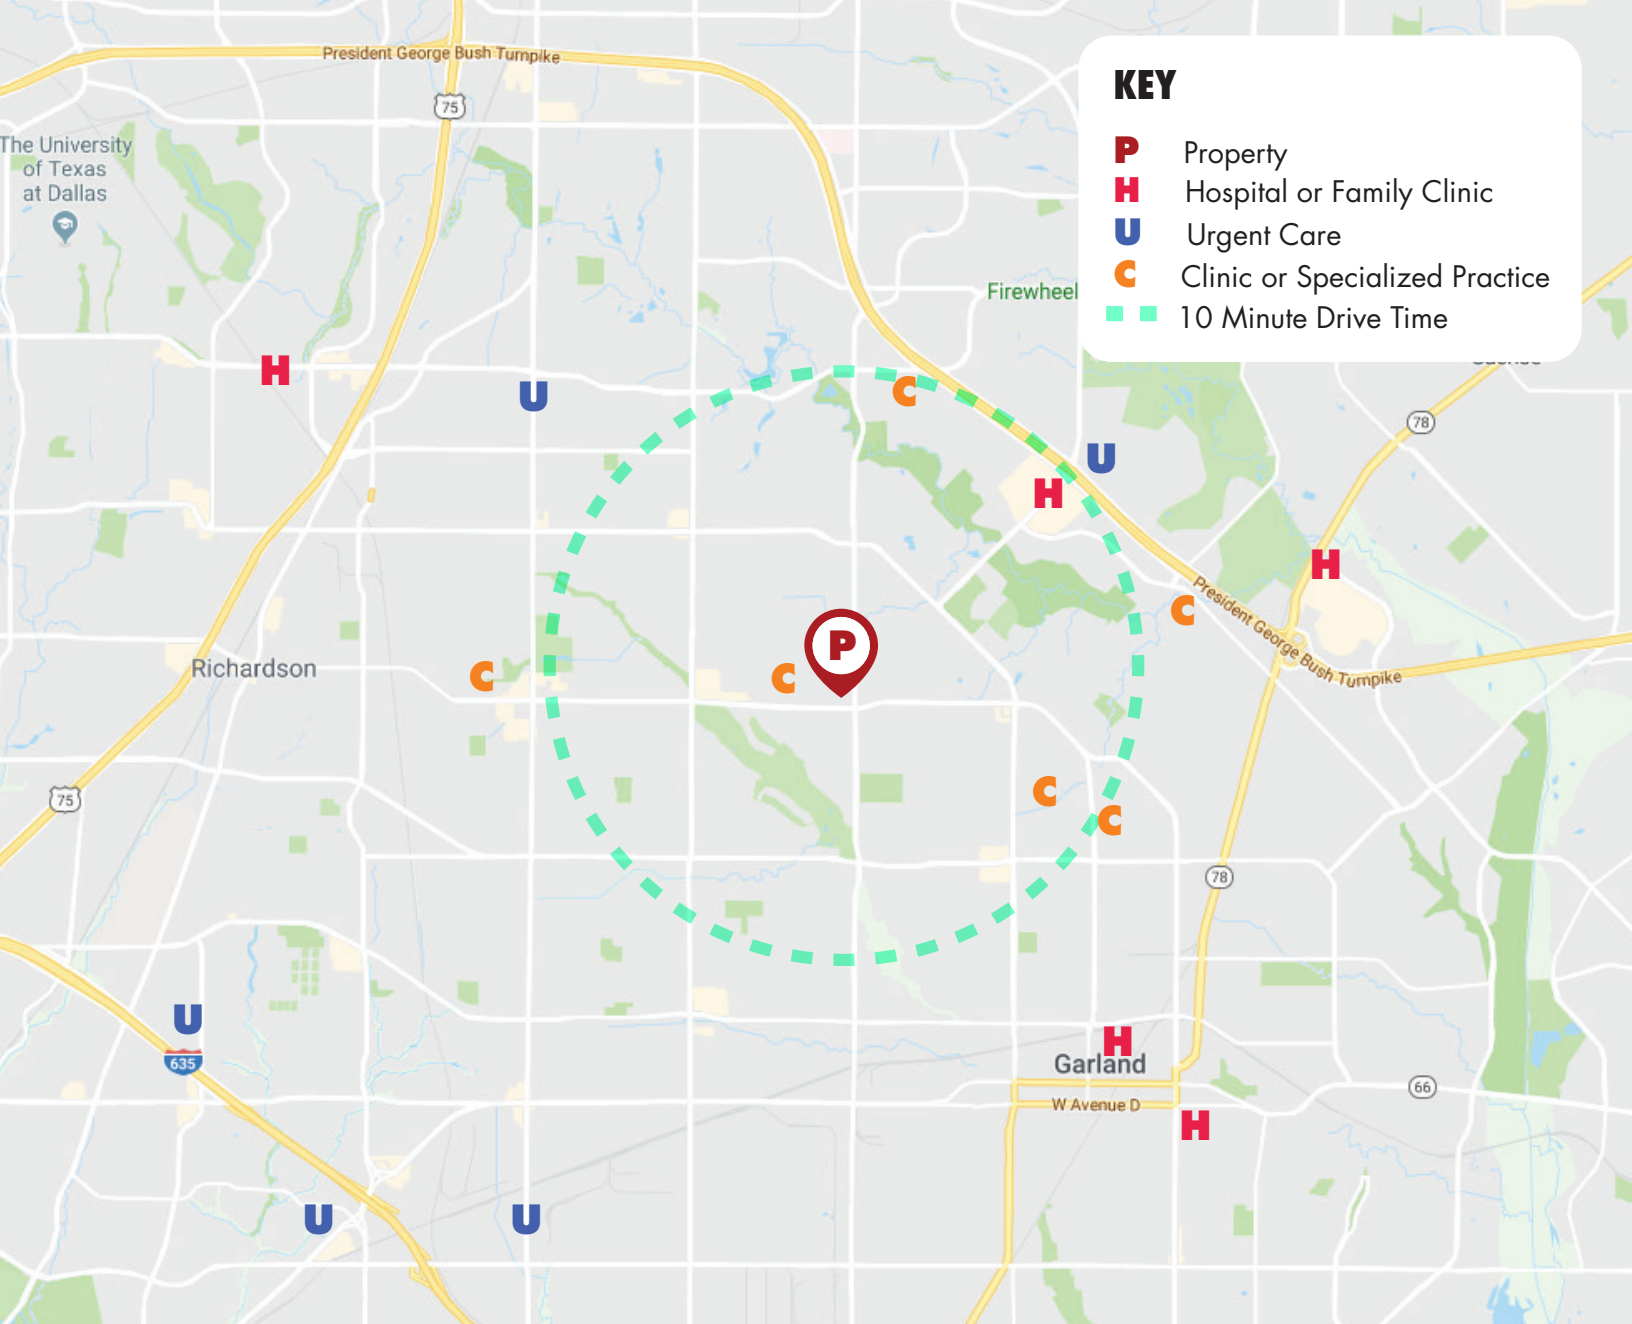 President George Bush Turnpike
75
KEY
P Property
H Hospital or Family Clinic
U Urgent Care
C Clinic or Specialized Practice
10 Minute Drive Time
The University
of Texas
at Dallas
Firewheel
H
U
C
78
U
H
H
President George Bush Turnpike
C
P
Richardson
C
C
75
C
C
78
U
635
H
Garland
66
W Avenue D
H
U
U